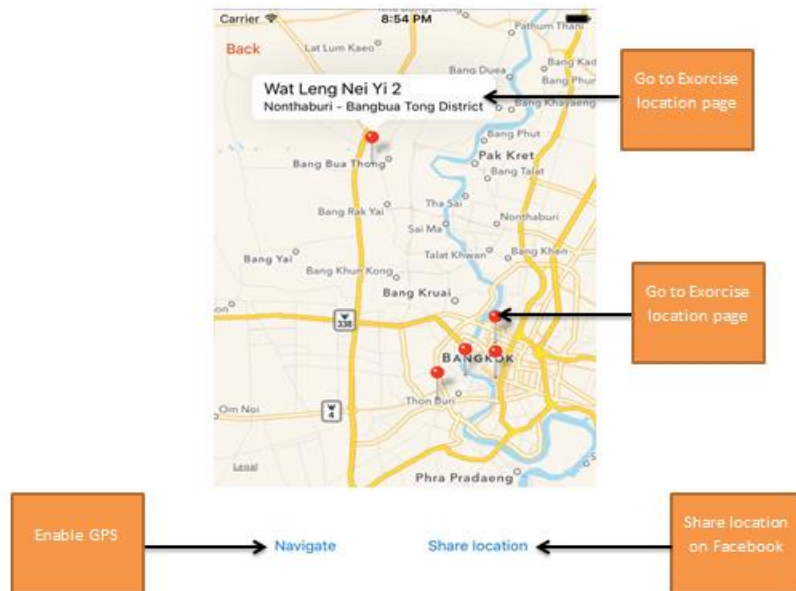 Carrier 8:54 PM
Pathum Thani
Back
Lat Lum Kaeo
Bang Duea
Bang Kad
Bang Phur
Wat Leng Nei Yi 2
Nonthaburi - Bangbua Tong District
Bang Khayaeng
Go to Exorcise
location page
Bang Phut
Bang Bua Thong
Pak Kret
Bang Talat
Bang Rak Yai
Tha Sai
Sai Ma
Nonthaburi
Bang Yai
Talat Khwan
Bang Khen
Bang Khun Kong
Bang Kruai
Go to Exorcise
location page
338
BANGKOK
Thon Buri
Om Noi
4
Legal
Phra Pradaeng
Enable GPS
Navigate
Share location
Share location
on Facebook